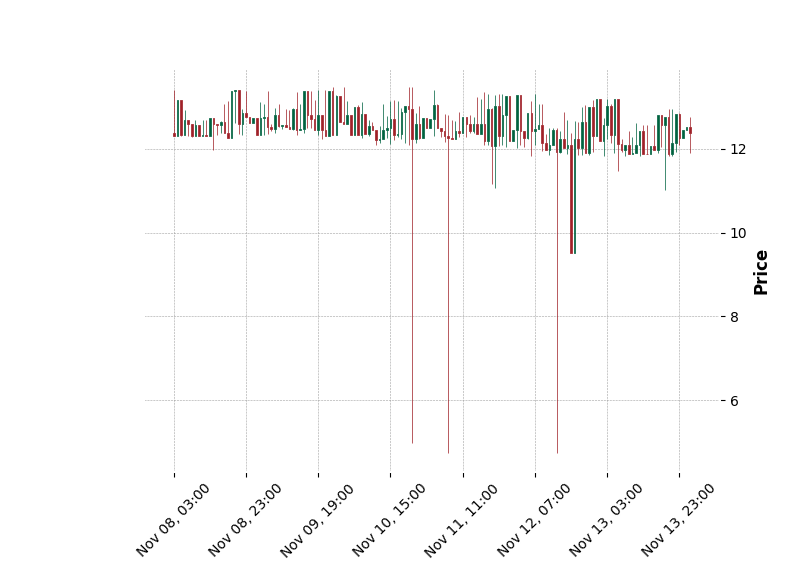 12
10
8
6
Price
Nov 08, 03:00
Nov 08, 23:00
Nov 09, 19:00
Nov 10, 15:00
Nov 11, 11:00
Nov 12, 07:00
Nov 13, 03:00
Nov 13, 23:00